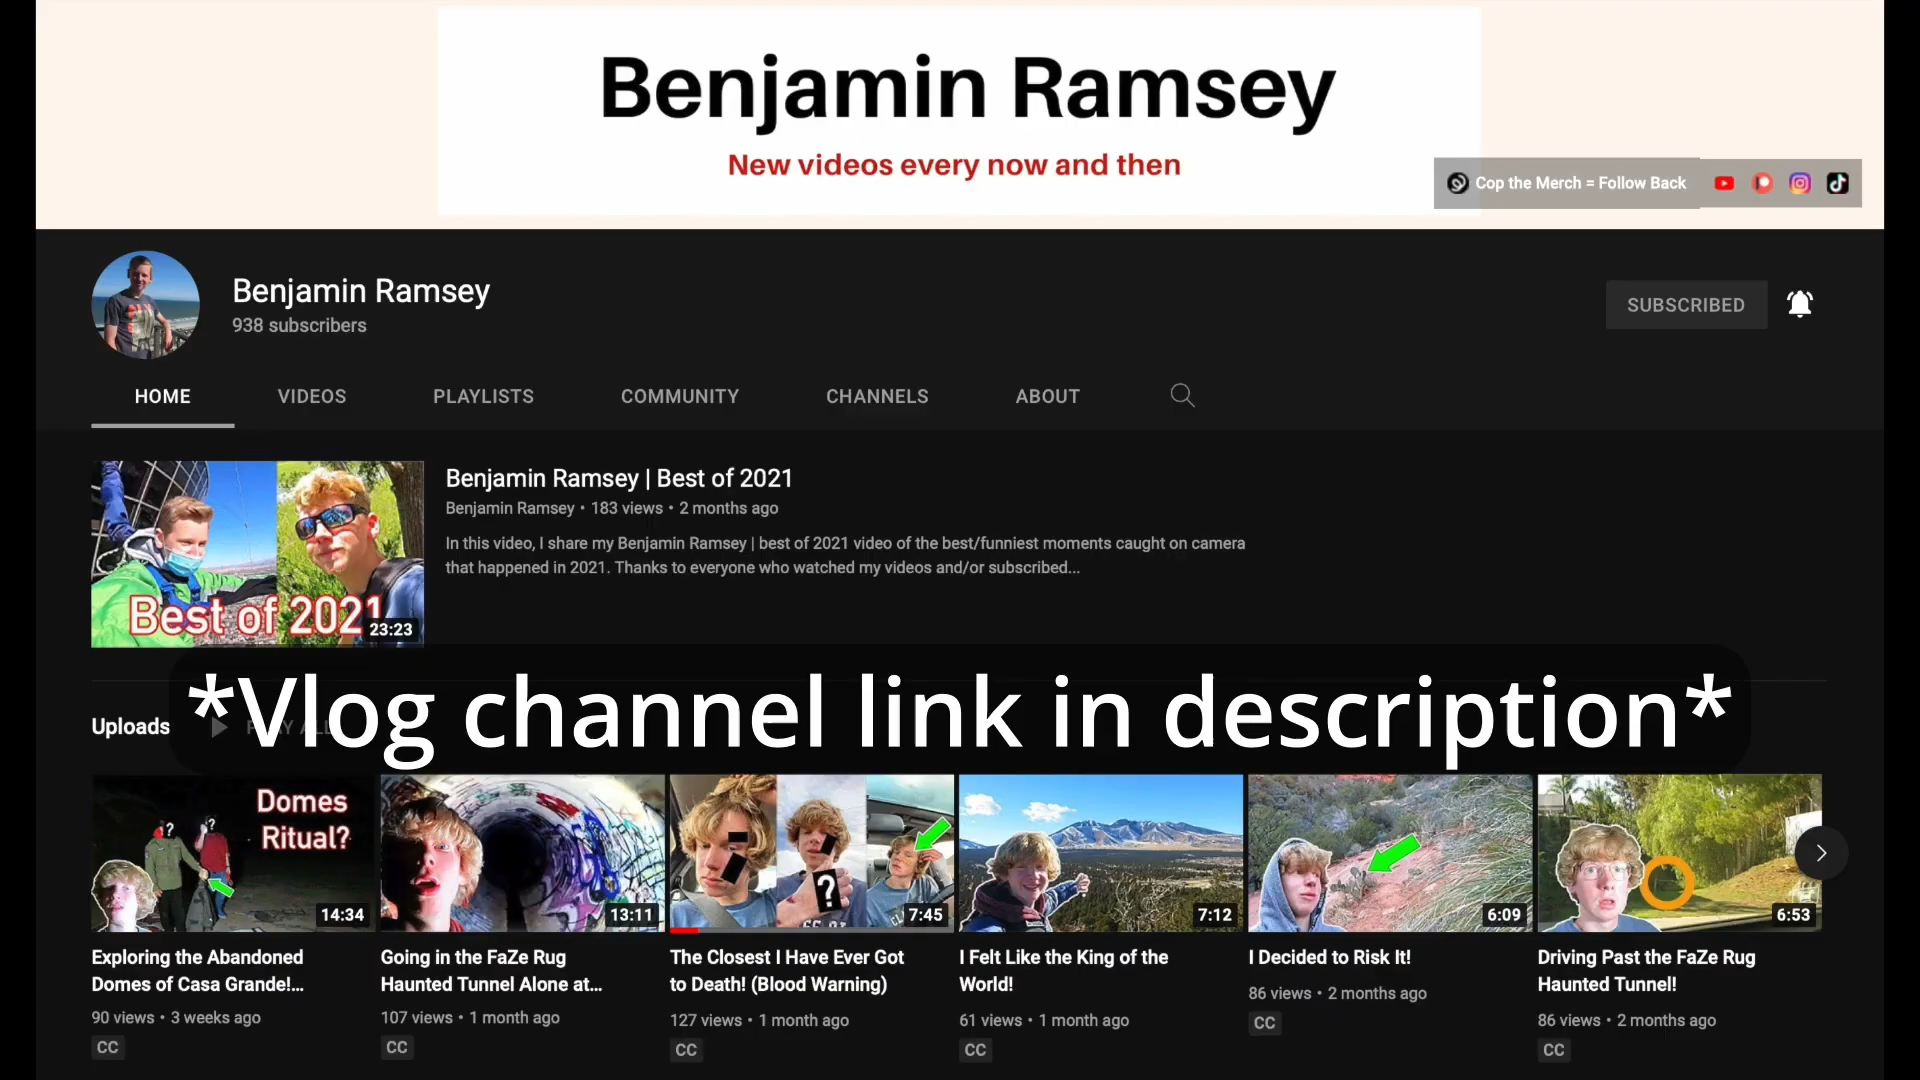 Benjamin Ramsey
New videos every now and then
Cop the Merch = Follow Back
Benjamin Ramsey
938 subscribers
SUBSCRIBED
HOME VIDEOS PLAYLISTS COMMUNITY CHANNELS ABOUT
Best of 2021
23:23
Benjamin Ramsey | Best of 2021
Benjamin Ramsey • 183 views • 2 months ago
In this video, I share my Benjamin Ramsey | best of 2021 video of the best/funniest moments caught on camera
that happened in 2021. Thanks to everyone who watched my videos and/or subscribed...
*Vlog channel link in description*
Uploads
Domes
Ritual?
14:34
Exploring the Abandoned
Domes of Casa Grande!...
90 views • 3 weeks ago
CC
13:11
Going in the FaZe Rug
Haunted Tunnel Alone at...
107 views • 1 month ago
CC
7:45
The Closest I Have Ever Got
to Death! (Blood Warning)
127 views • 1 month ago
CC
7:12
I Felt Like the King of the
World!
61 views • 1 month ago
CC
6:09
I Decided to Risk It!
86 views • 2 months ago
CC
6:53
Driving Past the FaZe Rug
Haunted Tunnel!
86 views • 2 months ago
CC